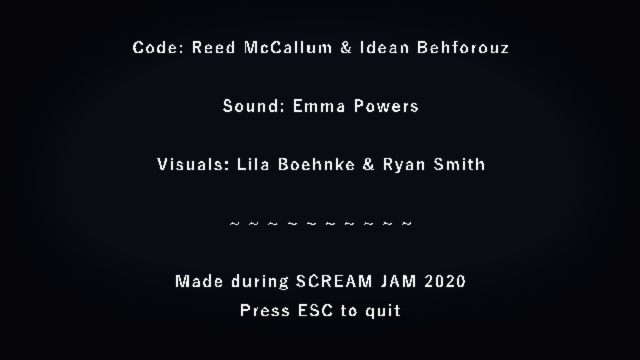 Code: Reed McCallum & Idean Behforouz
Sound: Emma Powers
Visuals: Lila Boehnke & Ryan Smith
~ ~ ~ ~ ~ ~ ~ ~ ~ ~
Made during SCREAM JAM 2020
Press ESC to quit